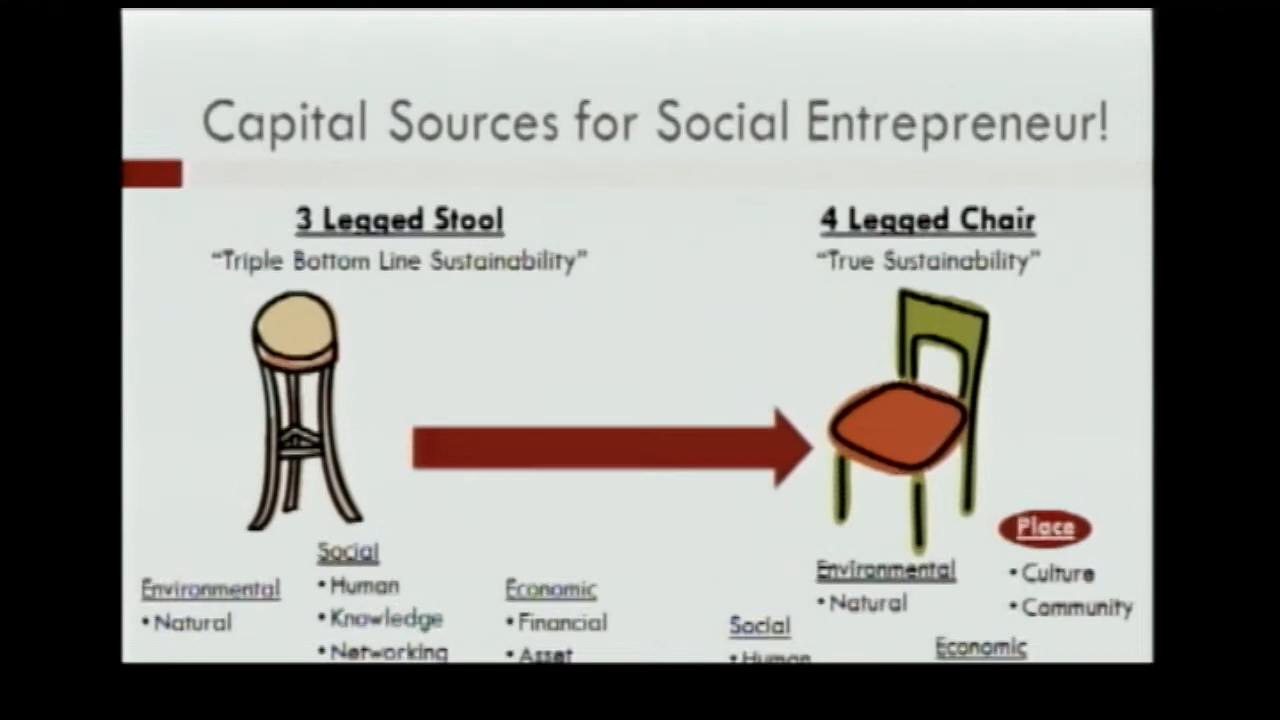 Capital Sources for Social Entrepreneur!
3 Legged Stool
"Triple Bottom Line Sustainability"
Environmental
• Natural
Social
• Human
• Knowledge
• Networking
Economic
• Financial
• Asset
4 Legged Chair
"True Sustainability"
Social
• Human
Environmental
• Natural
Economic
Place
• Culture
• Community